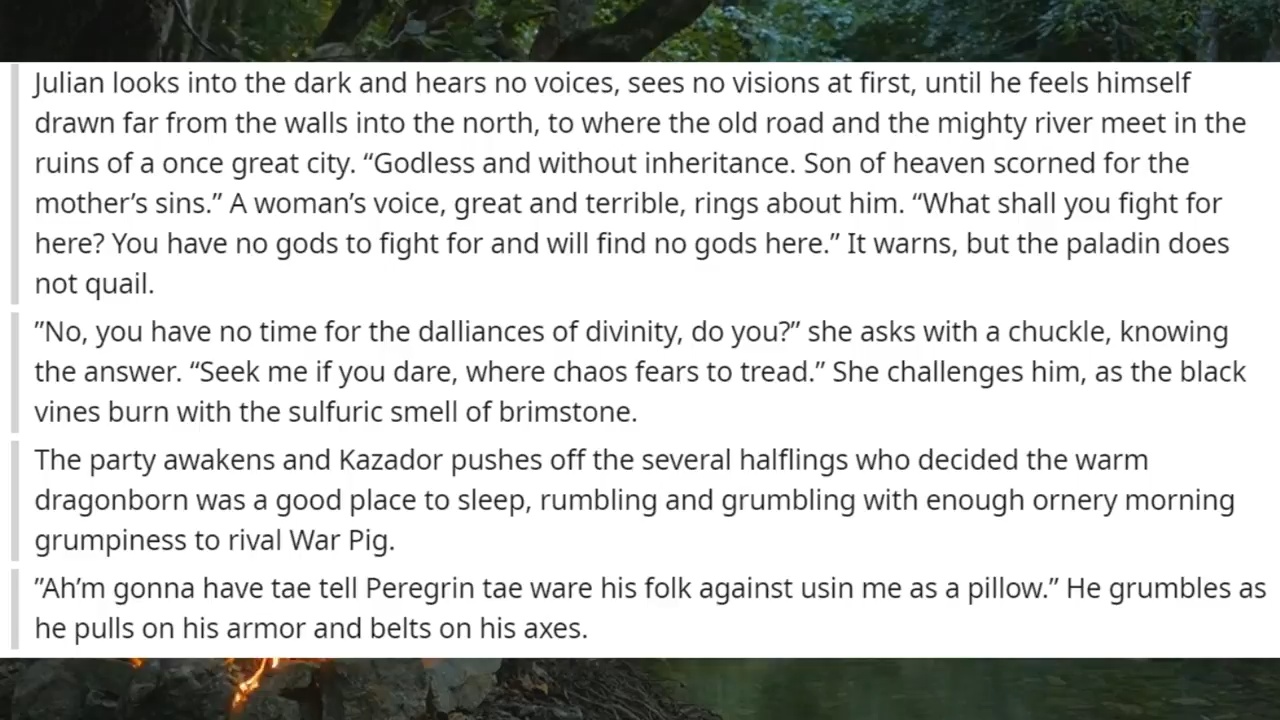 Julian looks into the dark and hears no voices, sees no visions at first, until he feels himself
drawn far from the walls into the north, to where the old road and the mighty river meet in the
ruins of a once great city. “Godless and without inheritance. Son of heaven scorned for the
mother’s sins.” A woman’s voice, great and terrible, rings about him. “What shall you fight for
here? You have no gods to fight for and will find no gods here.” It warns, but the paladin does
not quail.
”No, you have no time for the dalliances of divinity, do you?” she asks with a chuckle, knowing
the answer. “Seek me if you dare, where chaos fears to tread.” She challenges him, as the black
vines burn with the sulfuric smell of brimstone.
The party awakens and Kazador pushes off the several halflings who decided the warm
dragonborn was a good place to sleep, rumbling and grumbling with enough ornery morning
grumpiness to rival War Pig.
”Ah’m gonna have tae tell Peregrin tae ware his folk against usin me as a pillow.” He grumbles as
he pulls on his armor and belts on his axes.